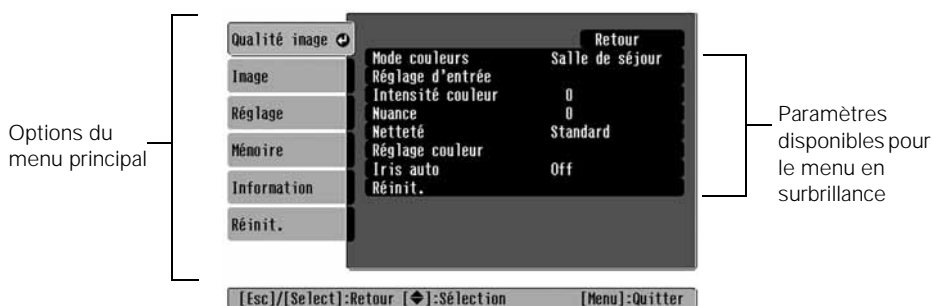 Options du
menu principal
Qualité image
Image
Réglage
Mémoire
Information
Réinit.
Retour
Mode couleurs Salle de séjour
Réglage d'entrée
Intensité couleur 0
Nuance 0
Netteté Standard
Réglage couleur
Iris auto Off
Réinit.
[Esc]/[Select]:Retour [◆]:Sélection [Menu]:Quitter
Paramètres
disponibles pour
le menu en
surbrillance